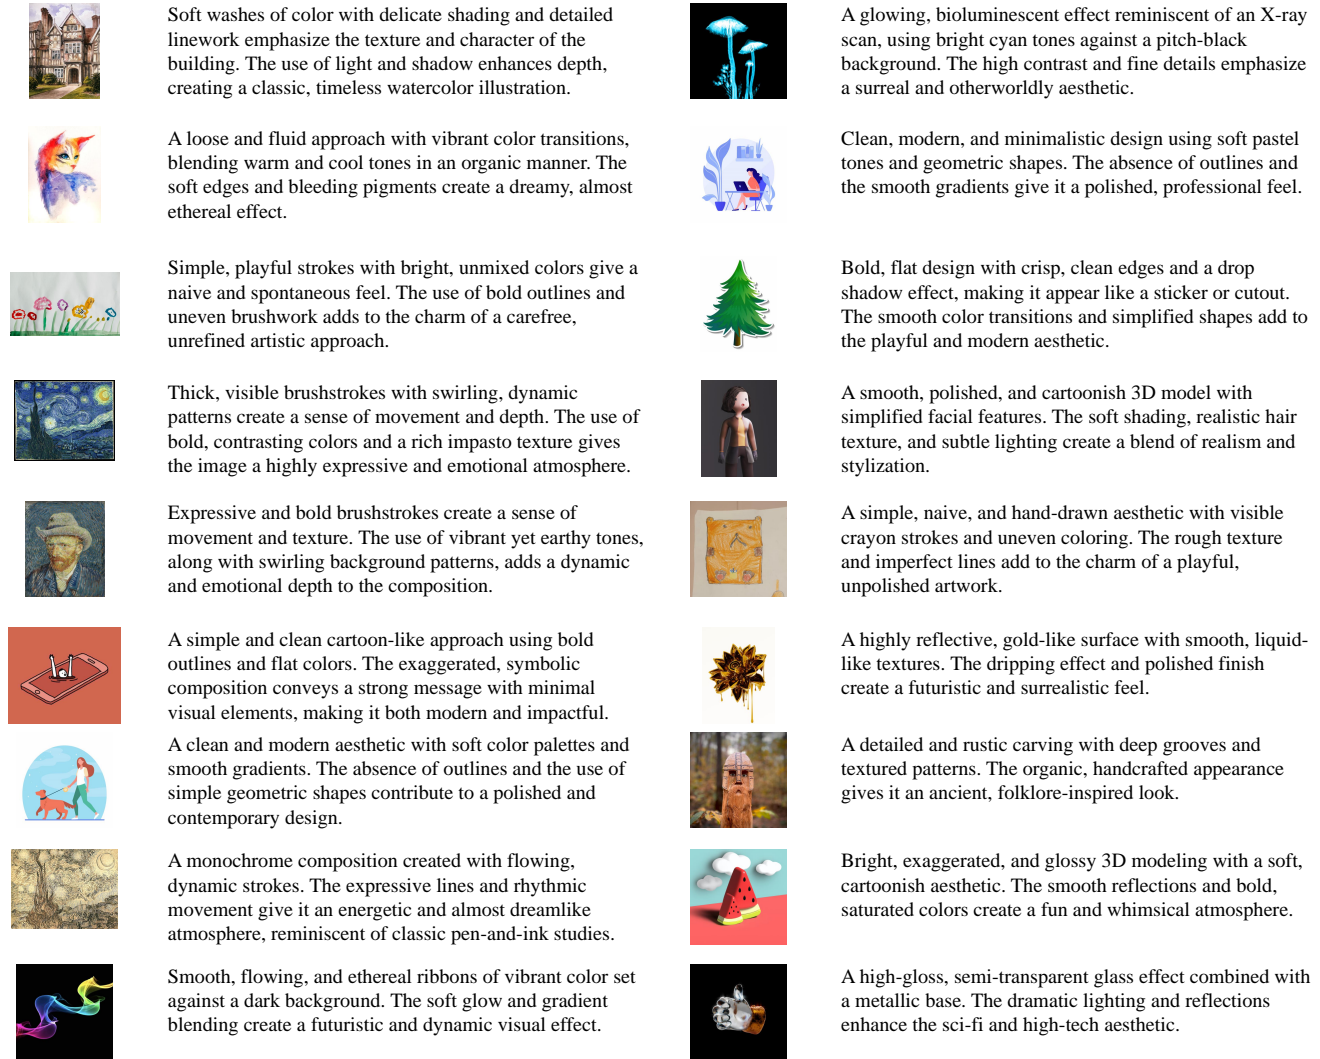 Soft washes of color with delicate shading and detailed
linework emphasize the texture and character of the
building. The use of light and shadow enhances depth,
creating a classic, timeless watercolor illustration.
A loose and fluid approach with vibrant color transitions,
blending warm and cool tones in an organic manner. The
soft edges and bleeding pigments create a dreamy, almost
ethereal effect.
Simple, playful strokes with bright, unmixed colors give a
naive and spontaneous feel. The use of bold outlines and
uneven brushwork adds to the charm of a carefree,
unrefined artistic approach.
Thick, visible brushstrokes with swirling, dynamic
patterns create a sense of movement and depth. The use of
bold, contrasting colors and a rich impasto texture gives
the image a highly expressive and emotional atmosphere.
Expressive and bold brushstrokes create a sense of
movement and texture. The use of vibrant yet earthy tones,
along with swirling background patterns, adds a dynamic
and emotional depth to the composition.
A simple and clean cartoon-like approach using bold
outlines and flat colors. The exaggerated, symbolic
composition conveys a strong message with minimal
visual elements, making it both modern and impactful.
A clean and modern aesthetic with soft color palettes and
smooth gradients. The absence of outlines and the use of
simple geometric shapes contribute to a polished and
contemporary design.
A monochrome composition created with flowing,
dynamic strokes. The expressive lines and rhythmic
movement give it an energetic and almost dreamlike
atmosphere, reminiscent of classic pen-and-ink studies.
Smooth, flowing, and ethereal ribbons of vibrant color set
against a dark background. The soft glow and gradient
blending create a futuristic and dynamic visual effect.
A glowing, bioluminescent effect reminiscent of an X-ray
scan, using bright cyan tones against a pitch-black
background. The high contrast and fine details emphasize
a surreal and otherworldly aesthetic.
Clean, modern, and minimalistic design using soft pastel
tones and geometric shapes. The absence of outlines and
the smooth gradients give it a polished, professional feel.
Bold, flat design with crisp, clean edges and a drop
shadow effect, making it appear like a sticker or cutout.
The smooth color transitions and simplified shapes add to
the playful and modern aesthetic.
A smooth, polished, and cartoonish 3D model with
simplified facial features. The soft shading, realistic hair
texture, and subtle lighting create a blend of realism and
stylization.
A simple, naive, and hand-drawn aesthetic with visible
crayon strokes and uneven coloring. The rough texture
and imperfect lines add to the charm of a playful,
unpolished artwork.
A highly reflective, gold-like surface with smooth, liquid-
like textures. The dripping effect and polished finish
create a futuristic and surrealistic feel.
A detailed and rustic carving with deep grooves and
textured patterns. The organic, handcrafted appearance
gives it an ancient, folklore-inspired look.
Bright, exaggerated, and glossy 3D modeling with a soft,
cartoonish aesthetic. The smooth reflections and bold,
saturated colors create a fun and whimsical atmosphere.
A high-gloss, semi-transparent glass effect combined with
a metallic base. The dramatic lighting and reflections
enhance the sci-fi and high-tech aesthetic.